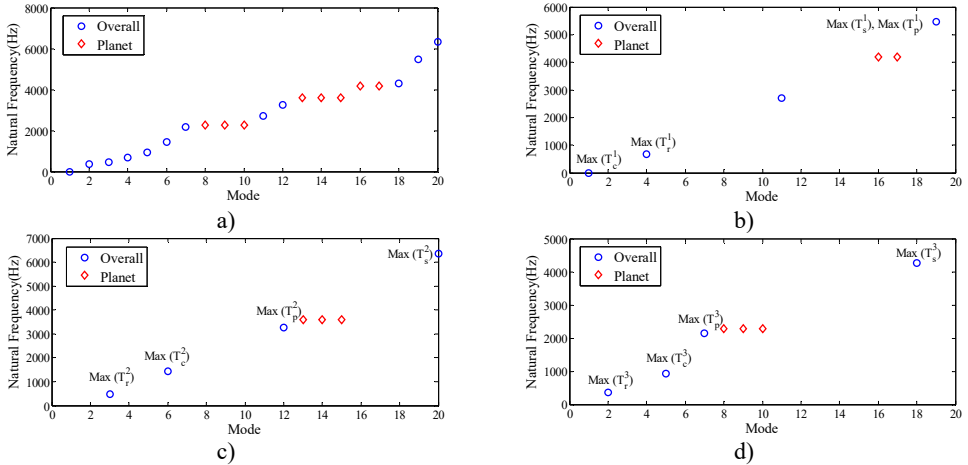 8000
6000
4000
2000
0
0 2 4 6 8 10 12 14 16 18 20
Natural Frequency(Hz)
Mode
Overall
Planet
a)
6000
5000
4000
3000
2000
1000
0
0 2 4 6 8 10 12 14 16 18 20
Natural Frequency(Hz)
Mode
Overall
Planet
Max (T_c^1)
Max (T_r^1)
Max (T_s^1), Max (T_p^1)
b)
7000
6000
5000
4000
3000
2000
1000
0
0 2 4 6 8 10 12 14 16 18 20
Natural Frequency(Hz)
Mode
Overall
Planet
Max (T_r^2)
Max (T_c^2)
Max (T_p^2)
Max (T_s^2)
c)
5000
4000
3000
2000
1000
0
0 2 4 6 8 10 12 14 16 18 20
Natural Frequency(Hz)
Mode
Overall
Planet
Max (T_r^3)
Max (T_c^3)
Max (T_p^3)
Max (T_s^3)
d)